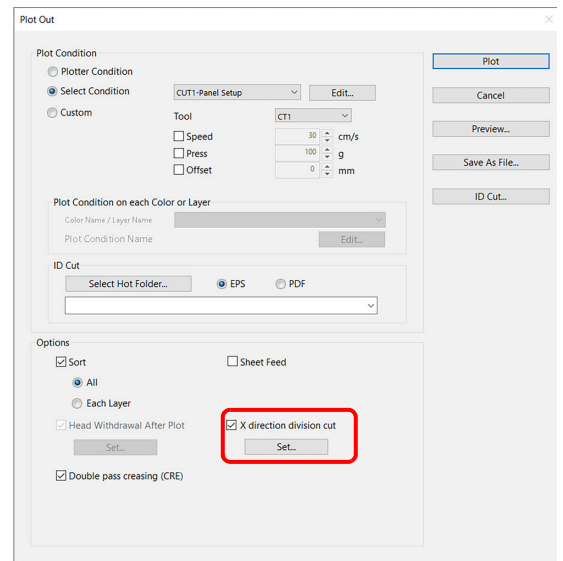 Plot Out
Plot Condition
Plotter Condition
Select Condition
CUT1-Panel Setup
Edit...
Custom
Tool
CT1
Speed
30
cm/s
Press
100
g
Offset
0
mm
Plot Condition on each Color or Layer
Color Name / Layer Name
Plot Condition Name
Edit...
ID Cut
Select Hot Folder...
EPS
PDF
Options
Sort
Sheet Feed
All
Each Layer
Head Withdrawal After Plot
X direction division cut
Set...
Set...
Double pass creasing (CRE)
Plot
Cancel
Preview...
Save As File...
ID Cut...